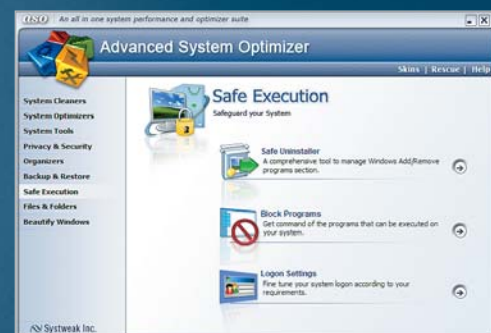 aso An all in one system performance and optimizer suite
Advanced System Optimizer
Skins | Rescue | Help
System Cleaners
System Optimizers
System Tools
Privacy & Security
Organizers
Backup & Restore
Safe Execution
Files & Folders
Beautify Windows
Systweak Inc.
Safe Execution
Safeguard your System
Safe Uninstaller
A comprehensive tool to manage Windows Add/Remove
programs section.
Block Programs
Get command of the programs that can be executed on
your system.
Logon Settings
Fine tune your system logon according to your
requirements.